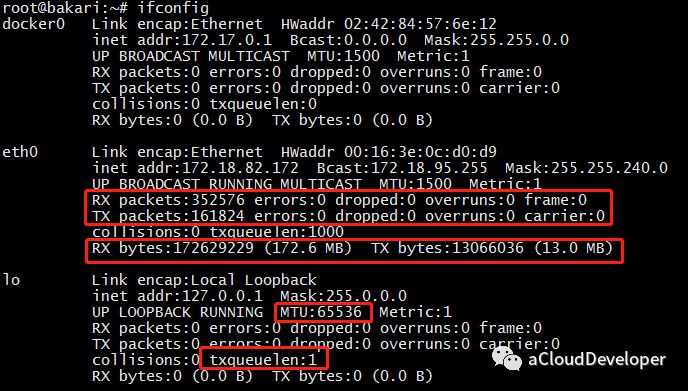 root@bakari:~# ifconfig
docker0 Link encap:Ethernet HWaddr 02:42:84:57:6e:12
inet addr:172.17.0.1 Bcast:0.0.0.0 Mask:255.255.0.0
UP BROADCAST MULTICAST MTU:1500 Metric:1
RX packets:0 errors:0 dropped:0 overruns:0 frame:0
TX packets:0 errors:0 dropped:0 overruns:0 carrier:0
collisions:0 txqueuelen:0
RX bytes:0 (0.0 B) TX bytes:0 (0.0 B)
eth0 Link encap:Ethernet HWaddr 00:16:3e:0c:d0:d9
inet addr:172.18.82.172 Bcast:172.18.95.255 Mask:255.255.240.0
UP BROADCAST RUNNING MULTICAST MTU:1500 Metric:1
RX packets:352576 errors:0 dropped:0 overruns:0 frame:0
TX packets:161824 errors:0 dropped:0 overruns:0 carrier:0
collisions:0 txqueuelen:1000
RX bytes:172629229 (172.6 MB) TX bytes:13066036 (13.0 MB)
lo Link encap:Local Loopback
inet addr:127.0.0.1 Mask:255.0.0.0
UP LOOPBACK RUNNING MTU:65536 Metric:1
RX packets:0 errors:0 dropped:0 overruns:0 frame:0
TX packets:0 errors:0 dropped:0 overruns:0 carrier:0
collisions:0 txqueuelen:1
RX bytes:0 (0.0 B) TX bytes:0 (0.0 B)
aCloudDeveloper